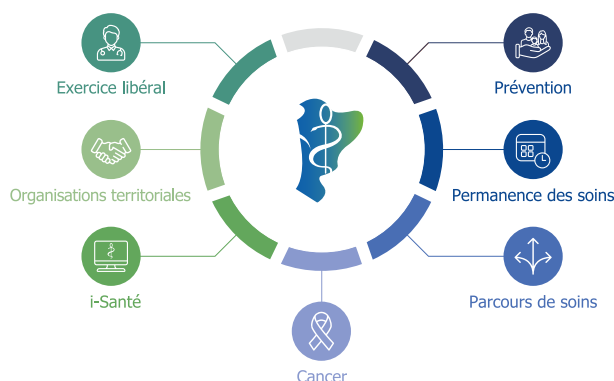 Exercice libéral
Prévention
Organisations territoriales
Permanence des soins
i-Santé
Parcours de soins
Cancer